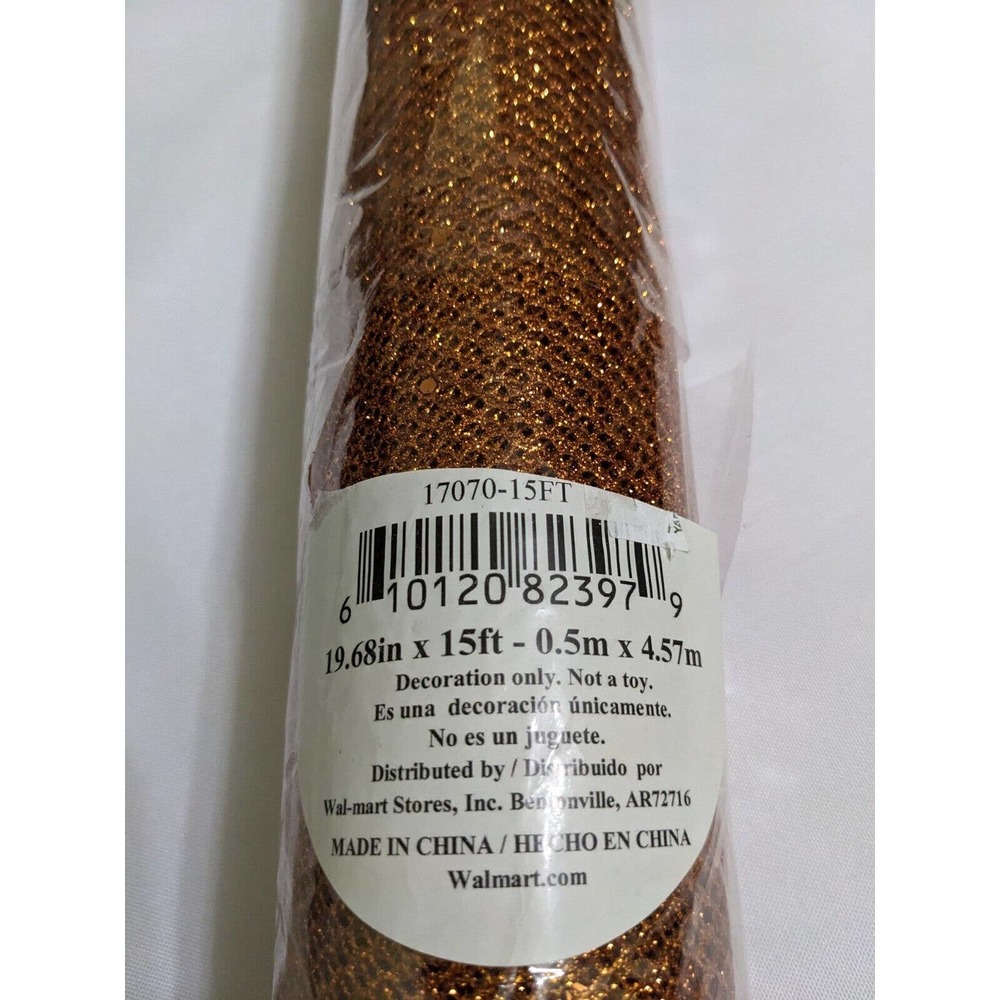 17070-15FT
6 10120 82397 9
19.68in x 15ft - 0.5m x 4.57m
Decoration only. Not a toy.
Es una decoración únicamente.
No es un juguete.
Distributed by / Distribuido por
Wal-mart Stores, Inc. Bentonville, AR72716
MADE IN CHINA / HECHO EN CHINA
Walmart.com